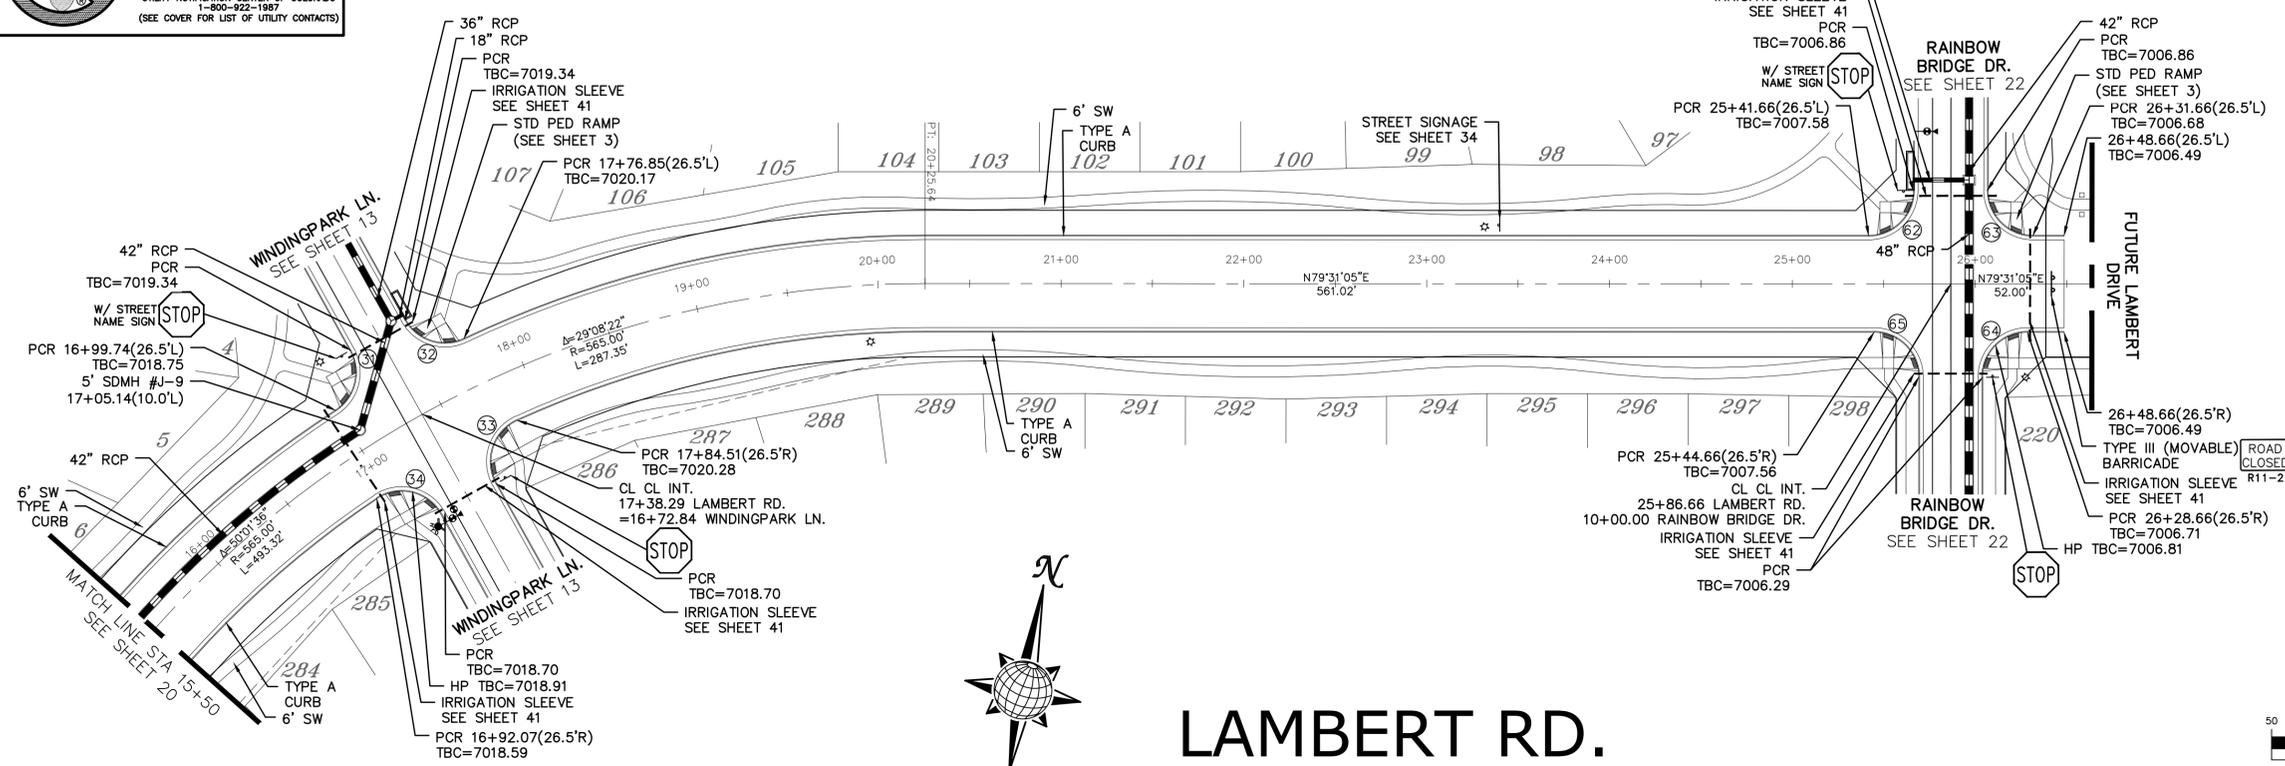 1-800-922-1987
(SEE COVER FOR LIST OF UTILITY CONTACTS)
36" RCP
18" RCP
PCR
TBC=7019.34
IRRIGATION SLEEVE
SEE SHEET 41
STD PED RAMP
(SEE SHEET 3)
PCR 17+76.85(26.5'L)
TBC=7020.17
WINDINGPARK LN.
SEE SHEET 13
42" RCP
PCR
TBC=7019.34
W/ STREET
NAME SIGN
STOP
PCR 16+99.74(26.5'L)
TBC=7018.75
5' SDMH #J-9
17+05.14(10.0'L)
42" RCP
6' SW
TYPE A
CURB
4
5
6
31
32
33
34
107
106
105
104
103
102
101
100
99
98
97
PT: 20+25.64
6' SW
TYPE A
CURB
STREET SIGNAGE
SEE SHEET 34
16+00
17+00
18+00
19+00
20+00
21+00
22+00
23+00
24+00
25+00
26+00
Δ=50°01'36"
R=565.00'
L=493.32'
Δ=29°08'22"
R=565.00'
L=287.35'
N79°31'05"E
561.02'
N79°31'05"E
52.00'
SEE SHEET 41
PCR
TBC=7006.86
W/ STREET
NAME SIGN
STOP
PCR 25+41.66(26.5'L)
TBC=7007.58
RAINBOW
BRIDGE DR.
SEE SHEET 22
42" RCP
PCR
TBC=7006.86
STD PED RAMP
(SEE SHEET 3)
PCR 26+31.66(26.5'L)
TBC=7006.68
26+48.66(26.5'L)
TBC=7006.49
62
63
64
65
48" RCP
FUTURE LAMBERT
DRIVE
284
285
286
287
288
289
290
291
292
293
294
295
296
297
298
220
TYPE A
CURB
6' SW
PCR 17+84.51(26.5'R)
TBC=7020.28
CL CL INT.
17+38.29 LAMBERT RD.
=16+72.84 WINDINGPARK LN.
STOP
PCR
TBC=7018.70
IRRIGATION SLEEVE
SEE SHEET 41
WINDINGPARK LN.
SEE SHEET 13
PCR
TBC=7018.70
HP TBC=7018.91
IRRIGATION SLEEVE
SEE SHEET 41
PCR 16+92.07(26.5'R)
TBC=7018.59
MATCH LINE STA 15+50
SEE SHEET 20
TYPE A
CURB
6' SW
PCR 25+44.66(26.5'R)
TBC=7007.56
CL CL INT.
25+86.66 LAMBERT RD.
10+00.00 RAINBOW BRIDGE DR.
IRRIGATION SLEEVE
SEE SHEET 41
PCR
TBC=7006.29
RAINBOW
BRIDGE DR.
SEE SHEET 22
26+48.66(26.5'R)
TBC=7006.49
TYPE III (MOVABLE)
BARRICADE
ROAD
CLOSED
R11-2
IRRIGATION SLEEVE
SEE SHEET 41
PCR 26+28.66(26.5'R)
TBC=7006.71
HP TBC=7006.81
STOP
N
LAMBERT RD.
50